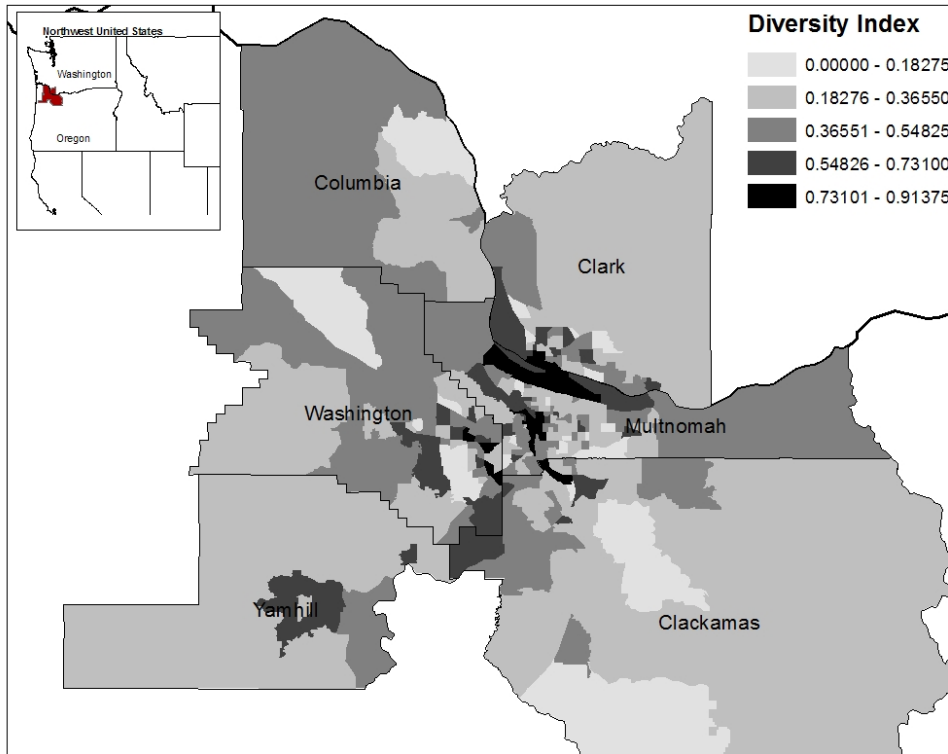 Northwest United States
Washington
Oregon
Diversity Index
0.00000 - 0.18275
0.18276 - 0.36550
0.36551 - 0.54825
0.54826 - 0.73100
0.73101 - 0.91375
Columbia
Clark
Washington
Multnomah
Yamhill
Clackamas